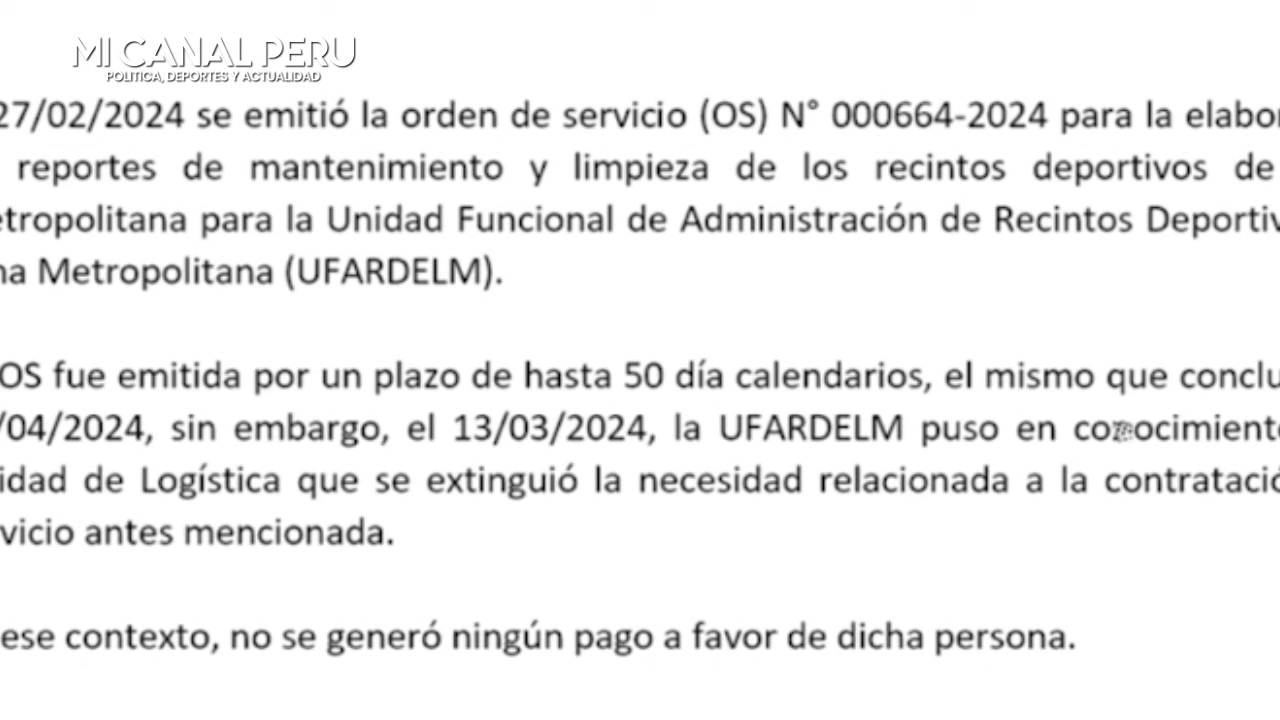 MI CANAL PERU
POLITICA, DEPORTES Y ACTUALIDAD
27/02/2024 se emitió la orden de servicio (OS) N° 000664-2024 para la elabor
reportes de mantenimiento y limpieza de los recintos deportivos de
etropolitana para la Unidad Funcional de Administración de Recintos Deportiv
na Metropolitana (UFARDELM).
OS fue emitida por un plazo de hasta 50 día calendarios, el mismo que conclu
/04/2024, sin embargo, el 13/03/2024, la UFARDELM puso en conocimiento
idad de Logística que se extinguió la necesidad relacionada a la contratació
vicio antes mencionada.
ese contexto, no se generó ningún pago a favor de dicha persona.